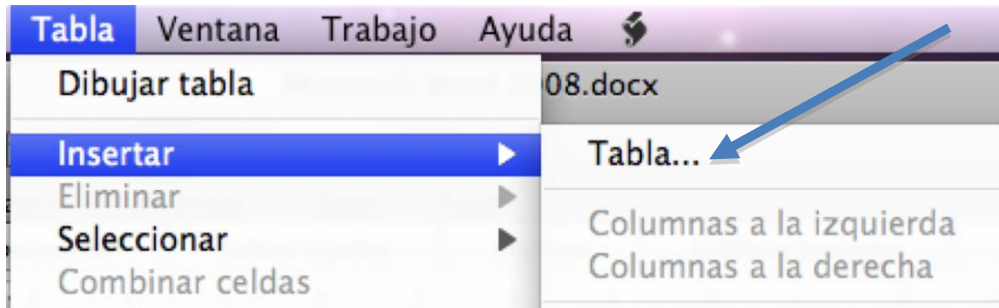 Tabla Ventana Trabajo Ayuda
Dibujar tabla
08.docx
Insertar
Tabla...
Eliminar
Columnas a la izquierda
Seleccionar
Columnas a la derecha
Combinar celdas